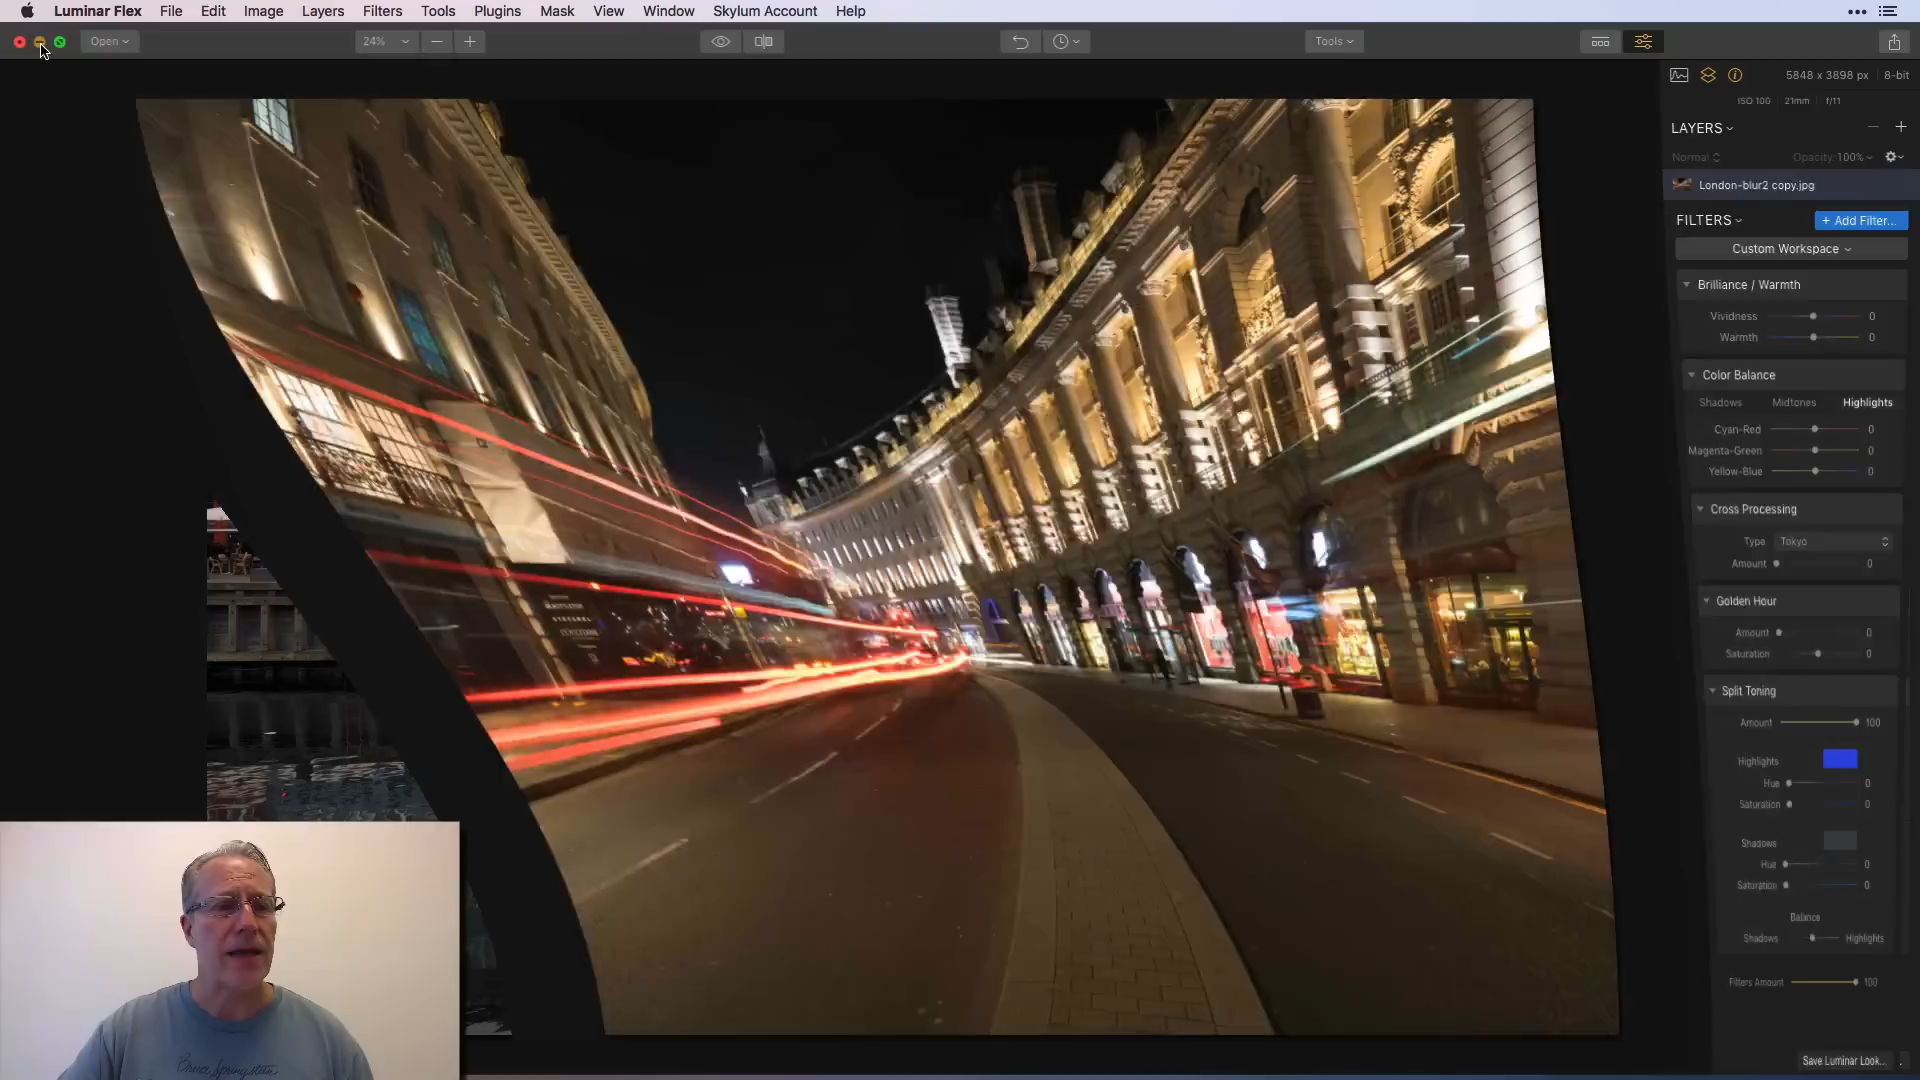 Luminar Flex File Edit Image Layers Filters Tools Plugins Mask View Window Skylum Account Help
Open 24% Tools
5848 x 3898 px 8-bit
ISO 100 21mm f/11
LAYERS
Normal Opacity: 100%
London-blur2 copy.jpg
FILTERS + Add Filter...
Custom Workspace
Brilliance / Warmth
Vividness 0
Warmth 0
Color Balance
Shadows Midtones Highlights
Cyan-Red 0
Magenta-Green 0
Yellow-Blue 0
Cross Processing
Type Tokyo
Amount 0
Golden Hour
Amount 0
Saturation 0
Split Toning
Amount 100
Highlights
Hue 0
Saturation 0
Shadows
Hue 0
Saturation 0
Balance
Shadows Highlights
Filters Amount 100
Save Luminar Look...
Bruce Springsteen